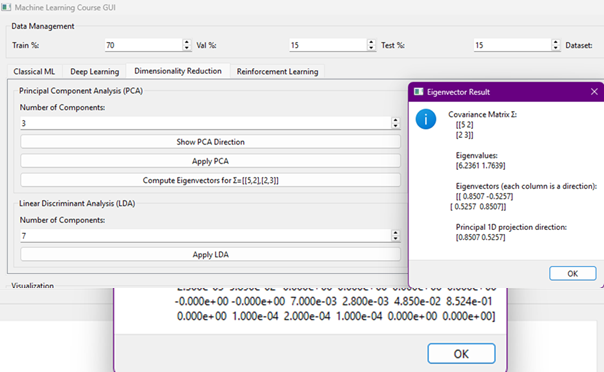 Machine Learning Course GUI
Data Management
Train %: 70 Val %: 15 Test %: 15 Dataset:
Classical ML Deep Learning Dimensionality Reduction Reinforcement Learning
Principal Component Analysis (PCA)
Number of Components:
3
Show PCA Direction
Apply PCA
Compute Eigenvectors for Σ=[[5,2],[2,3]]
Linear Discriminant Analysis (LDA)
Number of Components:
7
Apply LDA
Visualization
Eigenvector Result
Covariance Matrix Σ:
[[5 2]
[2 3]]
Eigenvalues:
[6.2361 1.7639]
Eigenvectors (each column is a direction):
[[ 0.8507 -0.5257]
[ 0.5257 0.8507]]
Principal 1D projection direction:
[0.8507 0.5257]
OK
-0.000e+00 -0.000e+00 7.000e-03 2.800e-03 4.850e-02 8.524e-01
0.000e+00 1.000e-04 2.000e-04 1.000e-04 0.000e+00 0.000e+00]
OK